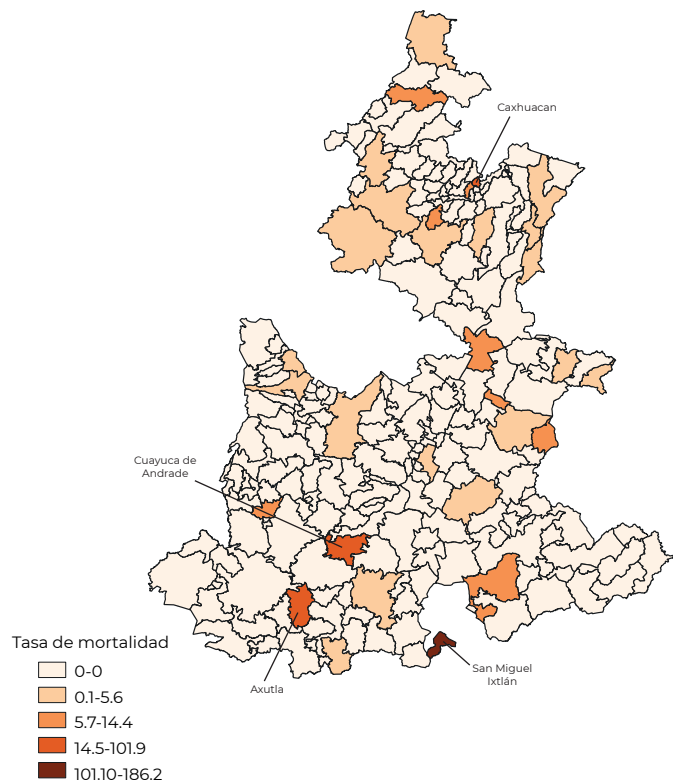 Caxhuacan
Cuayuca de
Andrade
Tasa de mortalidad
0-0
0.1-5.6
5.7-14.4
14.5-101.9
101.10-186.2
Axutla
San Miguel
Ixtlán